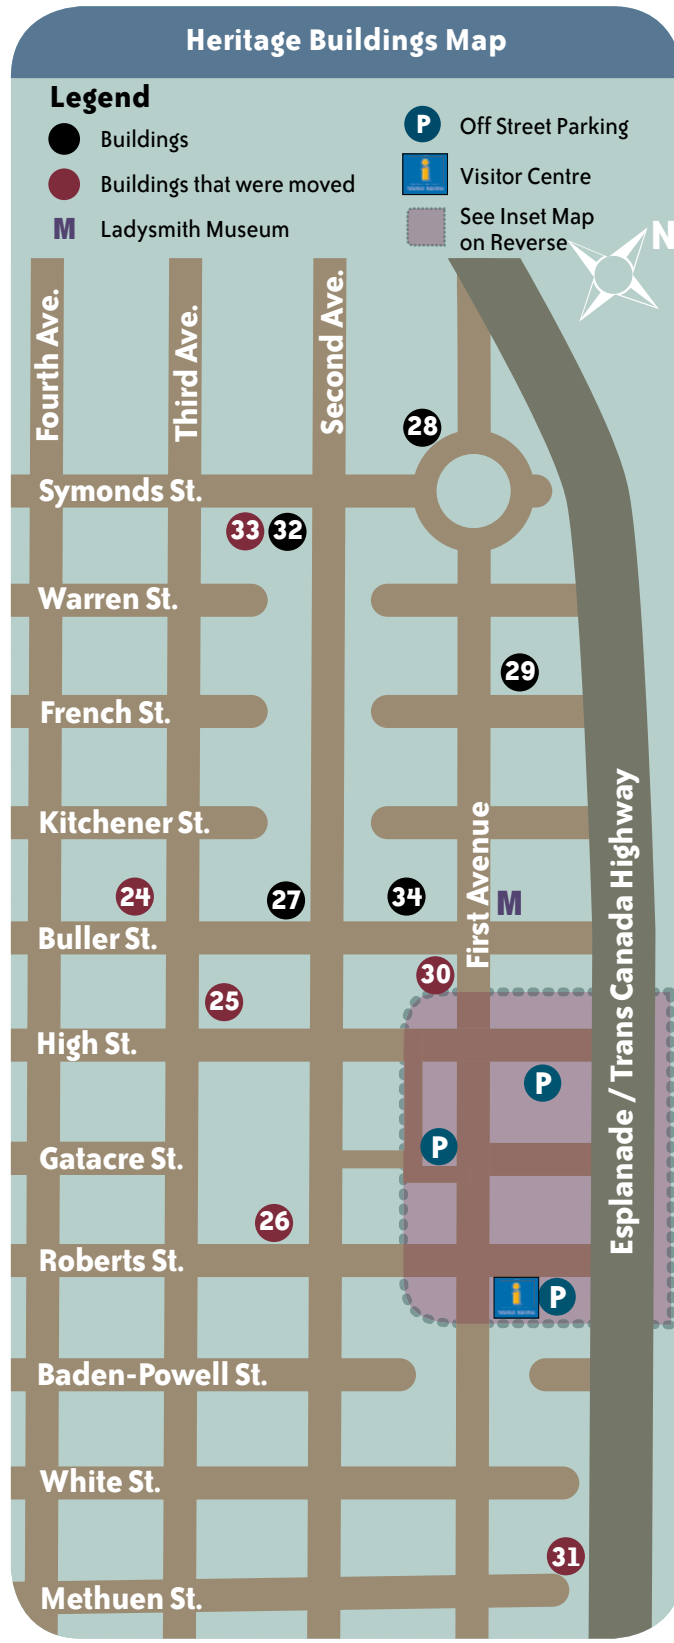 Heritage Buildings Map
Legend
Buildings
Buildings that were moved
M Ladysmith Museum
P Off Street Parking
i Visitor Centre
See Inset Map
on Reverse
N
Fourth Ave.
Third Ave.
Second Ave.
28
Symonds St.
33 32
Warren St.
29
French St.
Kitchener St.
First Avenue
Esplanade / Trans Canada Highway
24
27
34
M
Buller St.
30
25
High St.
P
P
Gatacre St.
26
Roberts St.
i P
Baden-Powell St.
White St.
31
Methuen St.